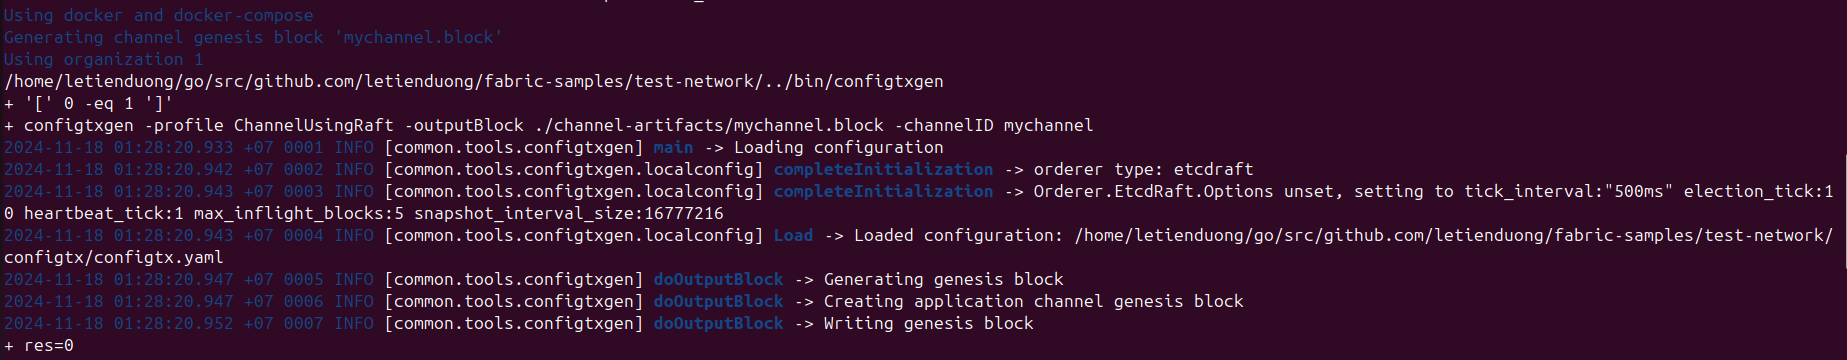 Using docker and docker-compose
Generating channel genesis block 'mychannel.block'
Using organization 1
/home/letienduong/go/src/github.com/letienduong/fabric-samples/test-network/../bin/configtxgen
+ '[' 0 -eq 1 ']'
+ configtxgen -profile ChannelUsingRaft -outputBlock ./channel-artifacts/mychannel.block -channelID mychannel
2024-11-18 01:28:20.933 +07 0001 INFO [common.tools.configtxgen] main -> Loading configuration
2024-11-18 01:28:20.942 +07 0002 INFO [common.tools.configtxgen.localconfig] completeInitialization -> orderer type: etcdraft
2024-11-18 01:28:20.943 +07 0003 INFO [common.tools.configtxgen.localconfig] completeInitialization -> Orderer.EtcdRaft.Options unset, setting to tick_interval:"500ms" election_tick:1
0 heartbeat_tick:1 max_inflight_blocks:5 snapshot_interval_size:16777216
2024-11-18 01:28:20.943 +07 0004 INFO [common.tools.configtxgen.localconfig] Load -> Loaded configuration: /home/letienduong/go/src/github.com/letienduong/fabric-samples/test-network/
configtx/configtx.yaml
2024-11-18 01:28:20.947 +07 0005 INFO [common.tools.configtxgen] doOutputBlock -> Generating genesis block
2024-11-18 01:28:20.947 +07 0006 INFO [common.tools.configtxgen] doOutputBlock -> Creating application channel genesis block
2024-11-18 01:28:20.952 +07 0007 INFO [common.tools.configtxgen] doOutputBlock -> Writing genesis block
+ res=0